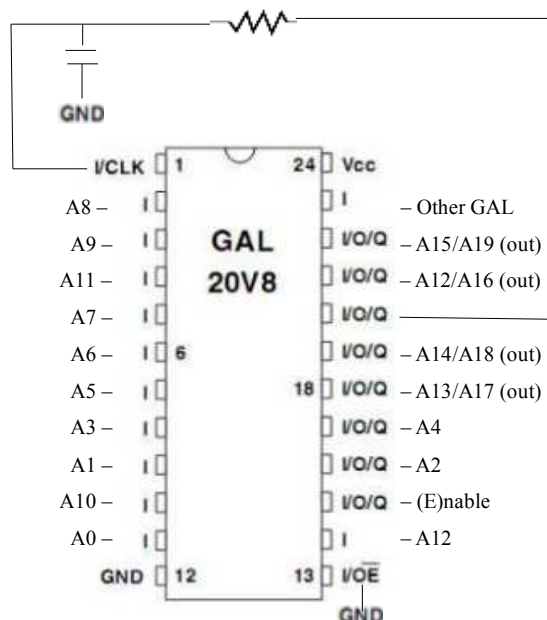 GND
I/CLK 1 24 Vcc
A8 – I I – Other GAL
A9 – I GAL I/O/Q – A15/A19 (out)
A11 – I 20V8 I/O/Q – A12/A16 (out)
A7 – I I/O/Q
A6 – I 6 I/O/Q – A14/A18 (out)
A5 – I 18 I/O/Q – A13/A17 (out)
A3 – I I/O/Q – A4
A1 – I I/O/Q – A2
A10 – I I/O/Q – (E)nable
A0 – I I – A12
GND 12 13 I/O̅E̅
GND